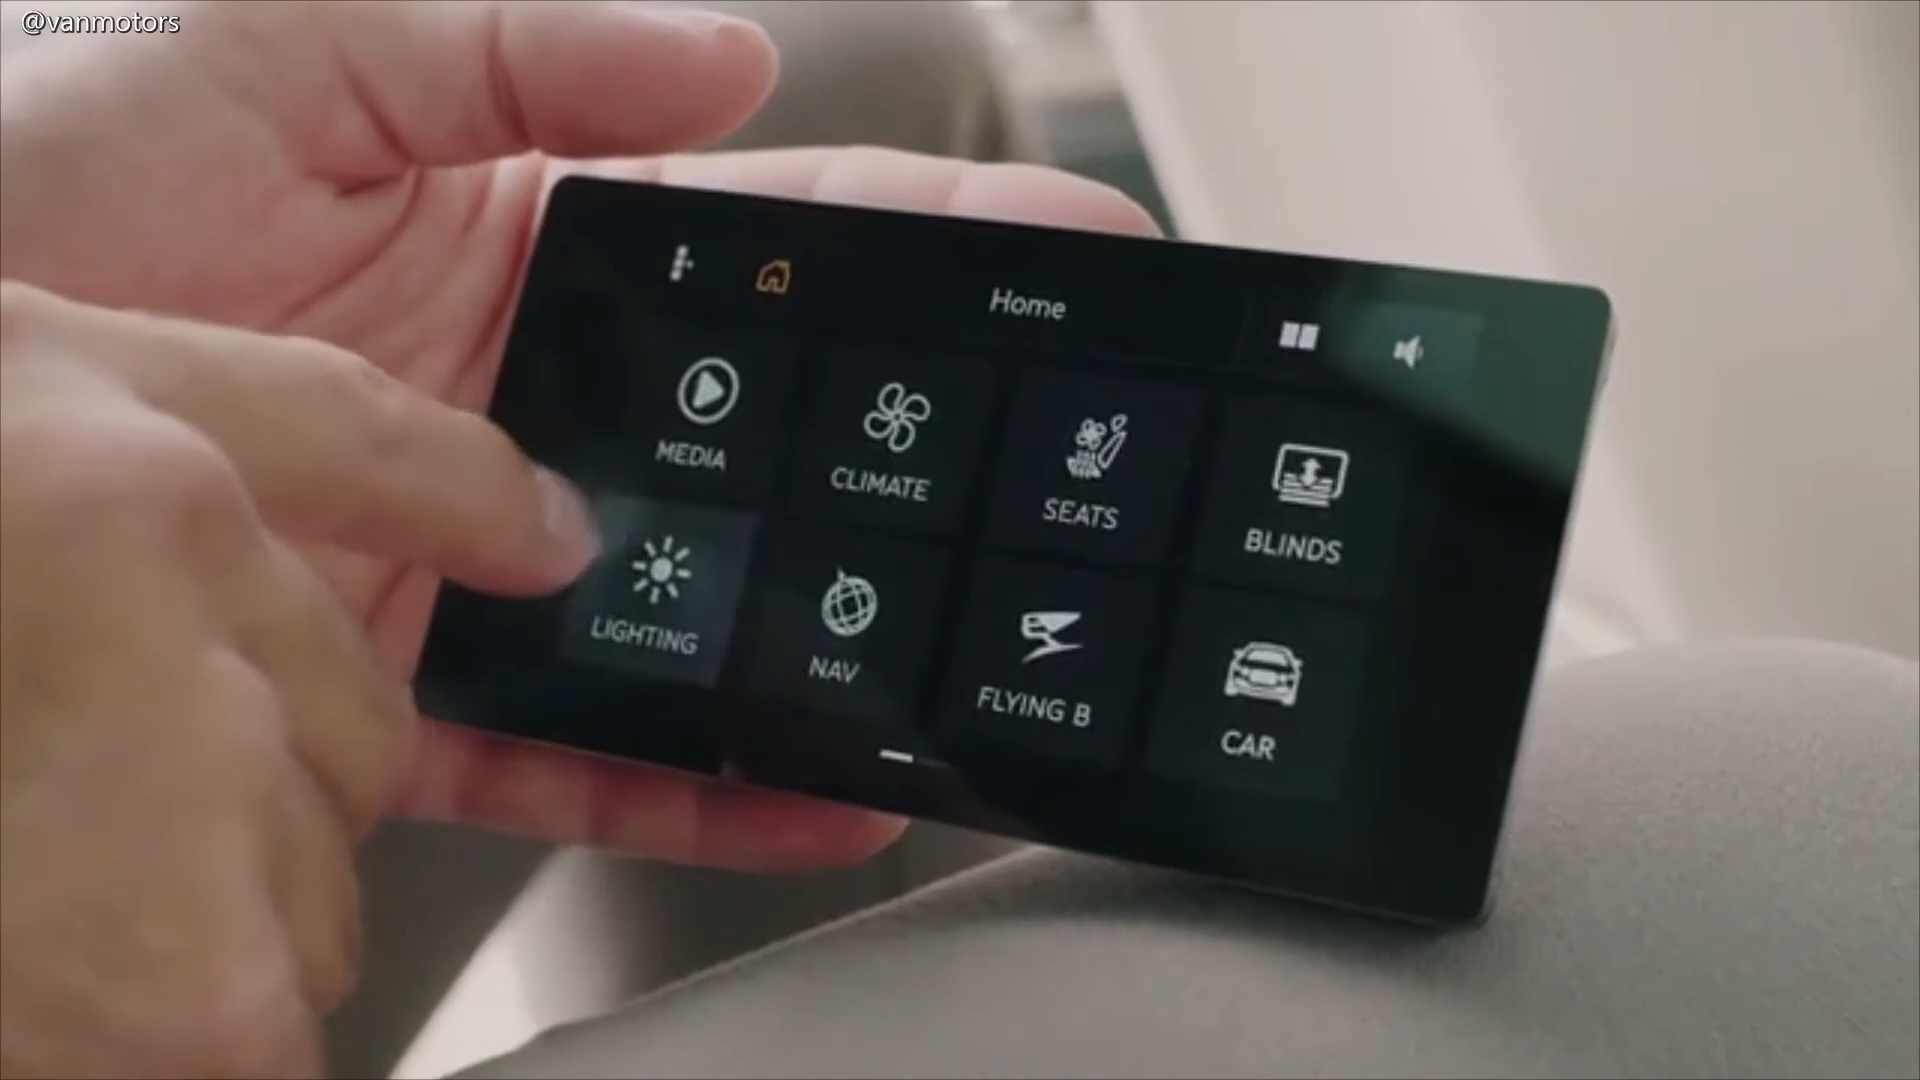 @vanmotors
Home
MEDIA
CLIMATE
SEATS
BLINDS
LIGHTING
NAV
FLYING B
CAR